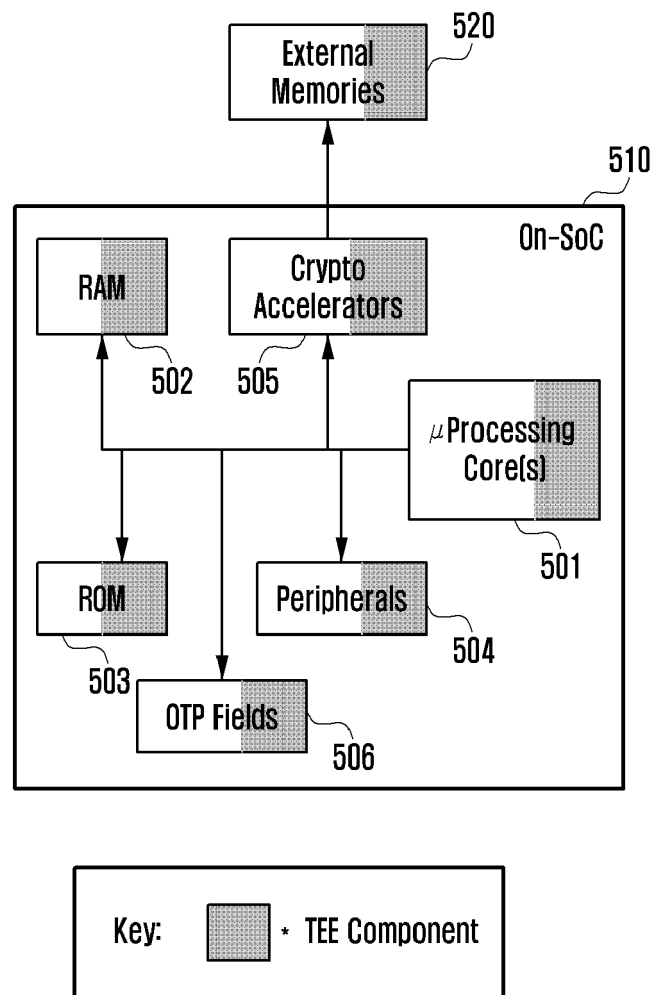 520
External
Memories
510
On-SoC
RAM
Crypto
Accelerators
502
505
μProcessing
Core(s)
501
ROM
Peripherals
503
504
OTP Fields
506
Key:
* TEE Component